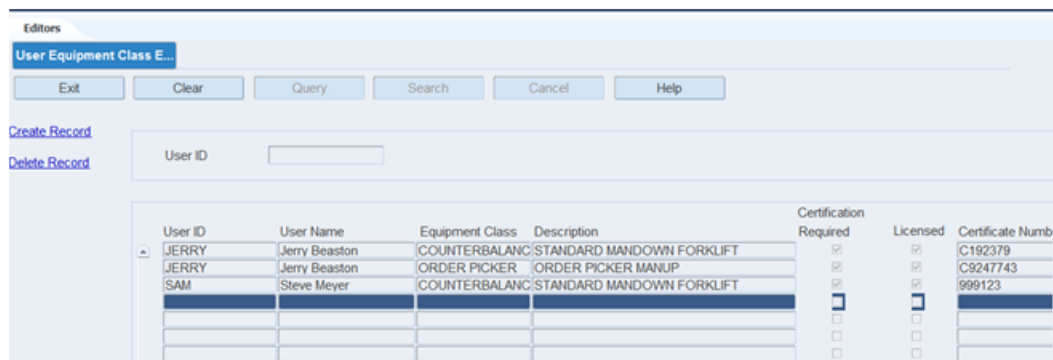 Editors
User Equipment Class E...
Exit Clear Query Search Cancel Help
Create Record
Delete Record
User ID
Certification
User ID User Name Equipment Class Description Required Licensed Certificate Numb
JERRY Jerry Beaston COUNTERBALANC STANDARD MANDOWN FORKLIFT C192379
JERRY Jerry Beaston ORDER PICKER ORDER PICKER MANUP C9247743
SAM Steve Meyer COUNTERBALANC STANDARD MANDOWN FORKLIFT 999123